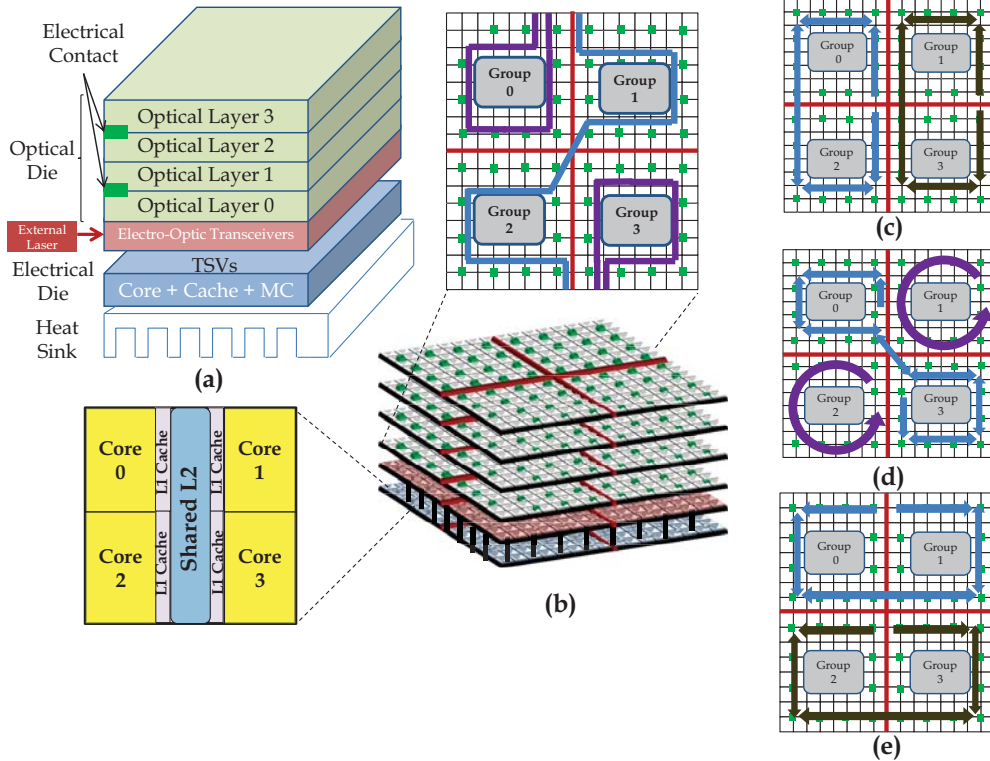 Electrical
Contact
Optical Layer 3
Optical Layer 2
Optical Layer 1
Optical Layer 0
Optical
Die
External
Laser
Electro-Optic Transceivers
TSVs
Electrical
Die
Core + Cache + MC
Heat
Sink
(a)
(b)
Group
0
Group
1
Group
2
Group
3
Core
0
L1 Cache
Shared L2
L1 Cache
Core
1
Core
2
L1 Cache
L1 Cache
Core
3
(b)
Group
0
Group
1
Group
2
Group
3
(c)
Group
0
Group
1
Group
2
Group
3
(d)
Group
0
Group
1
Group
2
Group
3
(e)